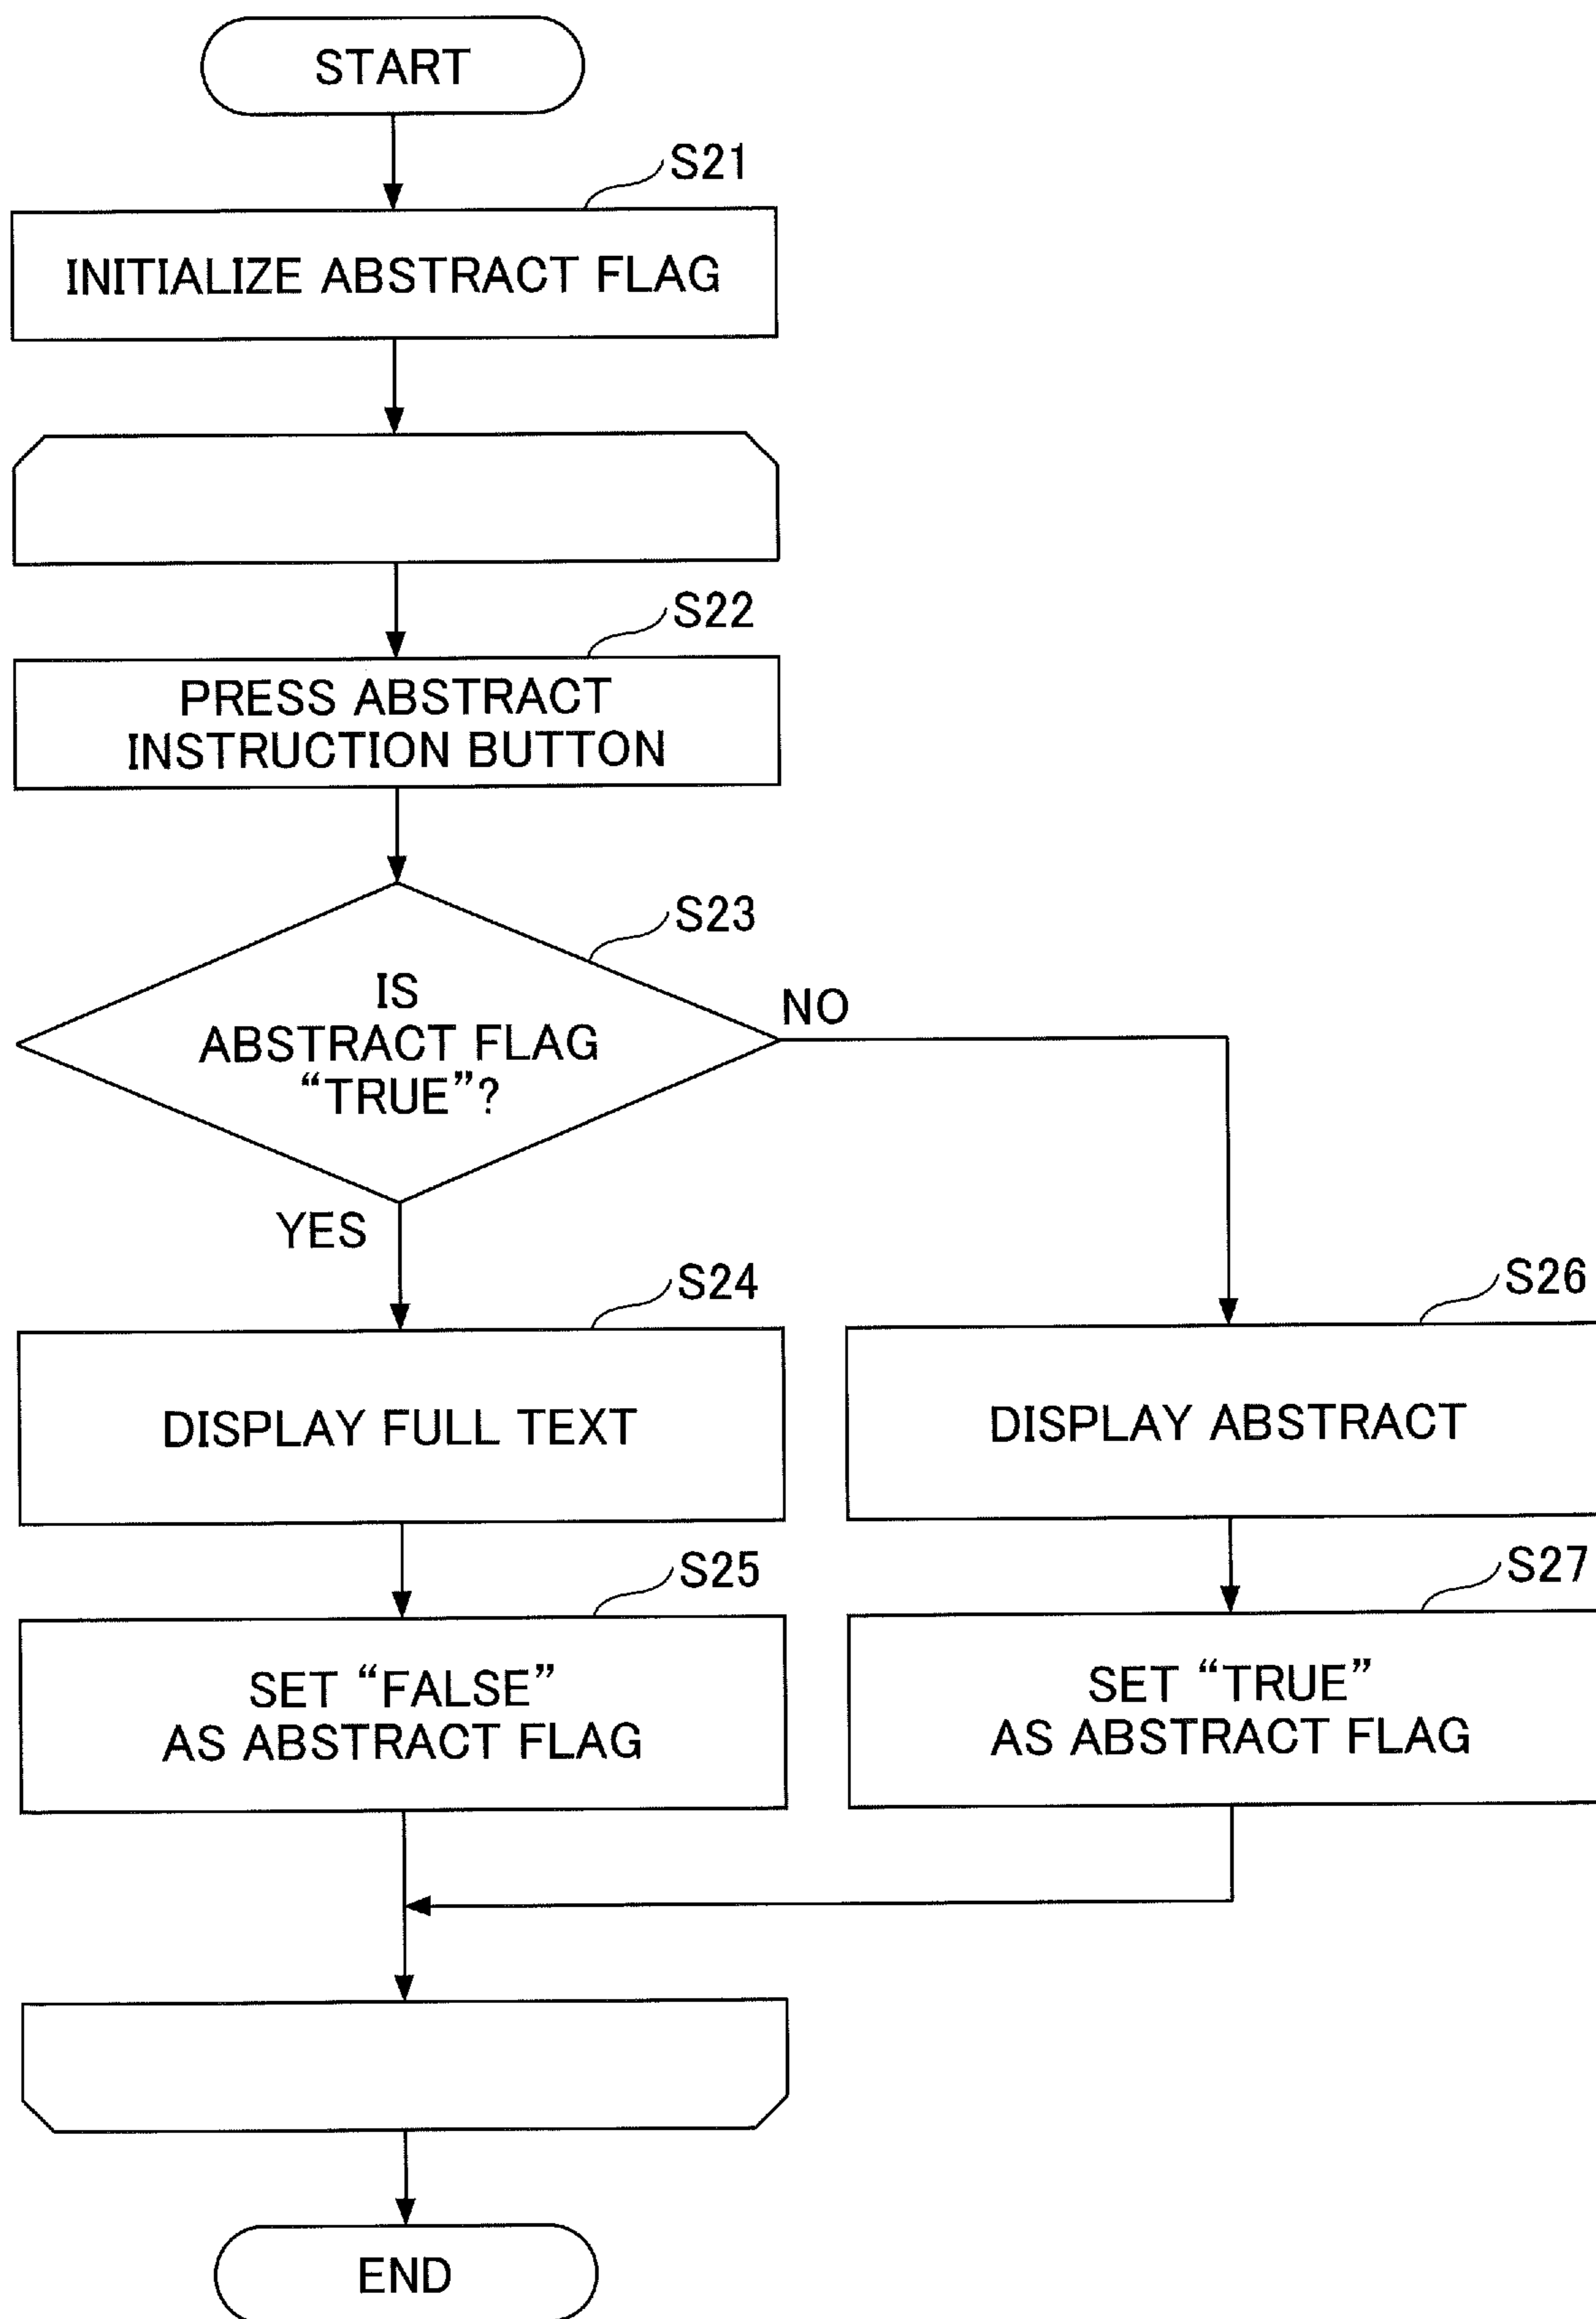 START
S21
INITIALIZE ABSTRACT FLAG
S22
PRESS ABSTRACT
INSTRUCTION BUTTON
S23
IS
ABSTRACT FLAG
“TRUE”?
NO
YES
S24
DISPLAY FULL TEXT
S26
DISPLAY ABSTRACT
S25
SET “FALSE”
AS ABSTRACT FLAG
S27
SET “TRUE”
AS ABSTRACT FLAG
END